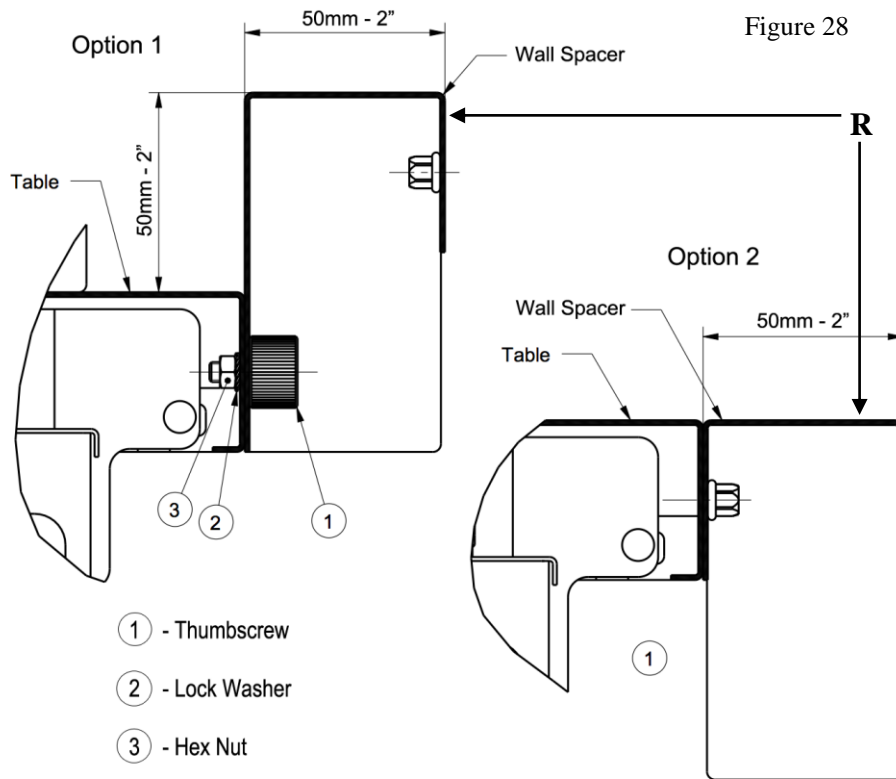 Figure 28
Option 1
50mm - 2”
Wall Spacer
R
50mm - 2”
Table
3
2
1
Option 2
Wall Spacer
50mm - 2”
Table
1
1 - Thumbscrew
2 - Lock Washer
3 - Hex Nut